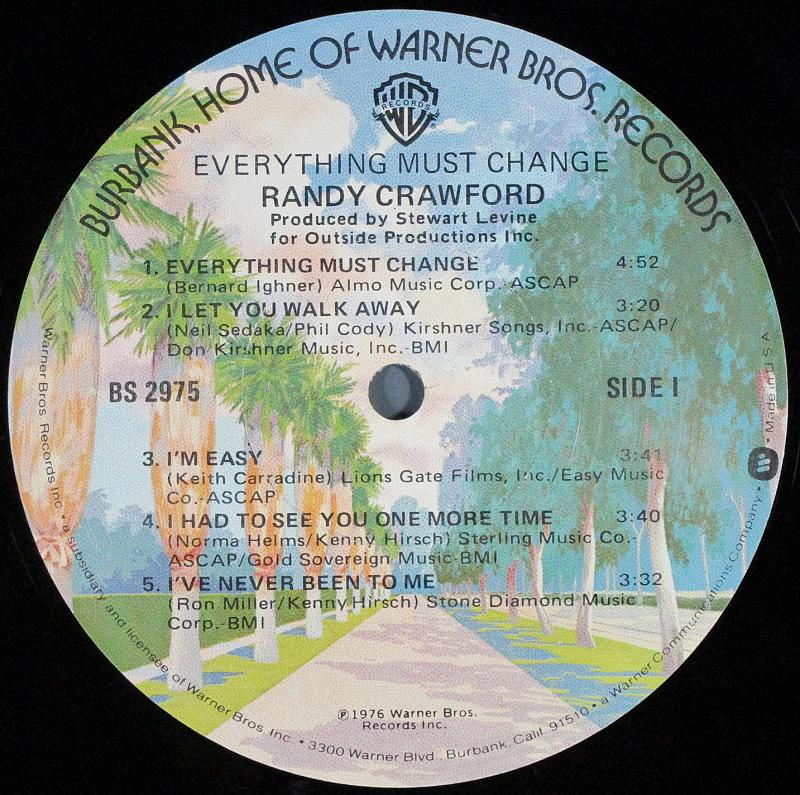 BURBANK, HOME OF WARNER BROS. RECORDS
RECORDS
EVERYTHING MUST CHANGE
RANDY CRAWFORD
Produced by Stewart Levine
for Outside Productions Inc.
1. EVERYTHING MUST CHANGE 4:52
(Bernard Ighner) Almo Music Corp.-ASCAP
2. I LET YOU WALK AWAY 3:20
(Neil Sedaka/Phil Cody) Kirshner Songs, Inc.-ASCAP/
Don Kirshner Music, Inc.-BMI
BS 2975 SIDE I
3. I'M EASY 3:41
(Keith Carradine) Lions Gate Films, Inc./Easy Music
Co.-ASCAP
4. I HAD TO SEE YOU ONE MORE TIME 3:40
(Norma Helms/Kenny Hirsch) Sterling Music Co.-
ASCAP/Gold Sovereign Music-BMI
5. I'VE NEVER BEEN TO ME 3:32
(Ron Miller/Kenny Hirsch) Stone Diamond Music
Corp.-BMI
℗1976 Warner Bros.
Records Inc.
Warner Bros. Records Inc. • a subsidiary and licensee of Warner Bros. Inc. • 3300 Warner Blvd., Burbank, Calif. 91510 • a Warner Communications Company • Made in U.S.A.